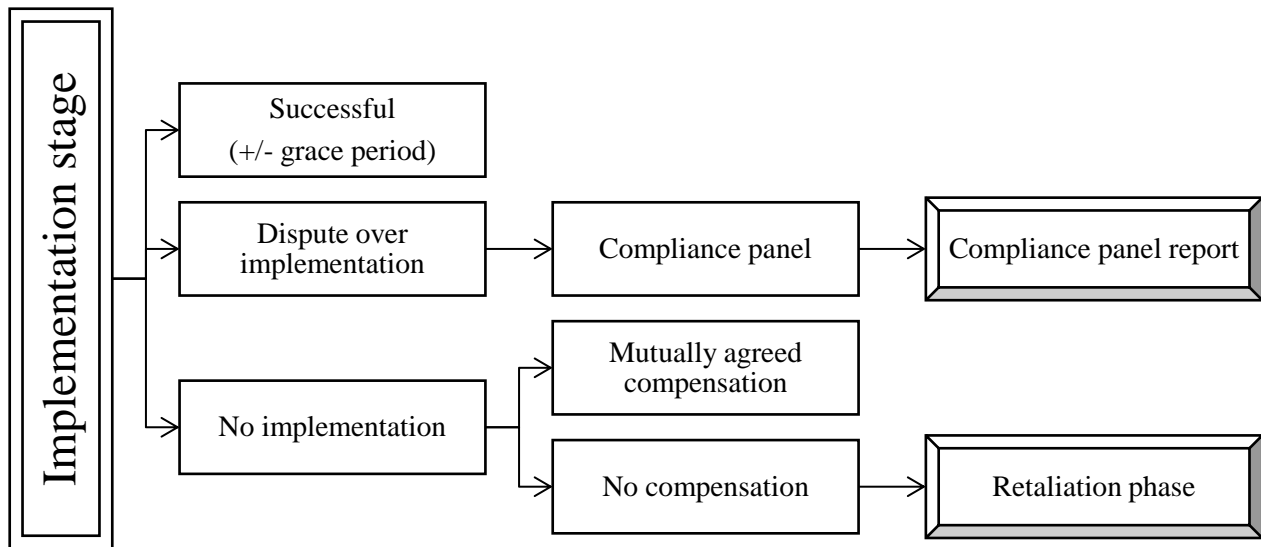 Implementation stage
Successful
(+/- grace period)
Dispute over
implementation
Compliance panel
Compliance panel report
No implementation
Mutually agreed
compensation
No compensation
Retaliation phase